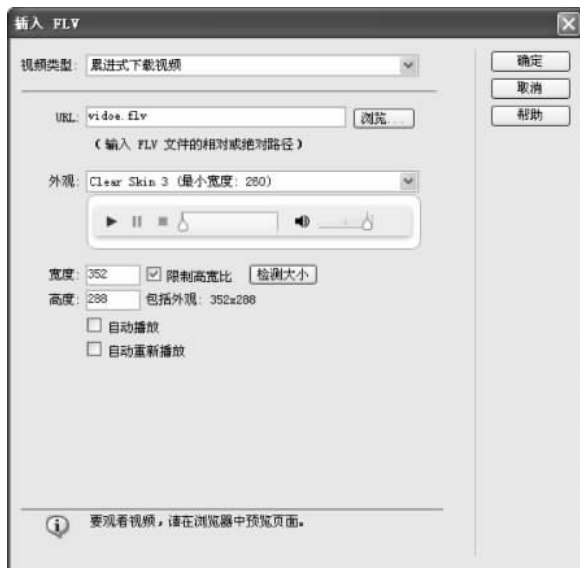 插入 FLV
视频类型: 累进式下载视频
确定
取消
帮助
URL: vidoe.flv 浏览...
(输入 FLV 文件的相对或绝对路径)
外观: Clear Skin 3 (最小宽度: 260)
宽度: 352 限制高宽比 检测大小
高度: 288 包括外观: 352x288
自动播放
自动重新播放
要观看视频，请在浏览器中预览页面。